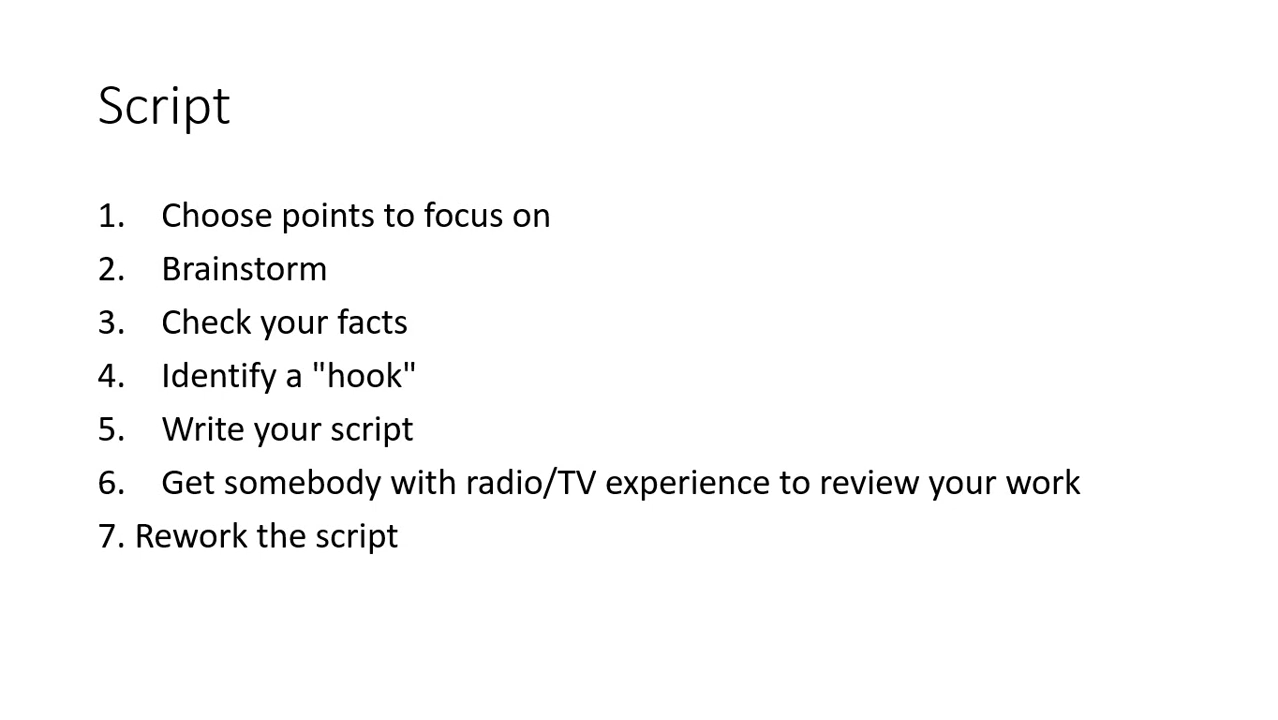 Script
1. Choose points to focus on
2. Brainstorm
3. Check your facts
4. Identify a "hook"
5. Write your script
6. Get somebody with radio/TV experience to review your work
7. Rework the script